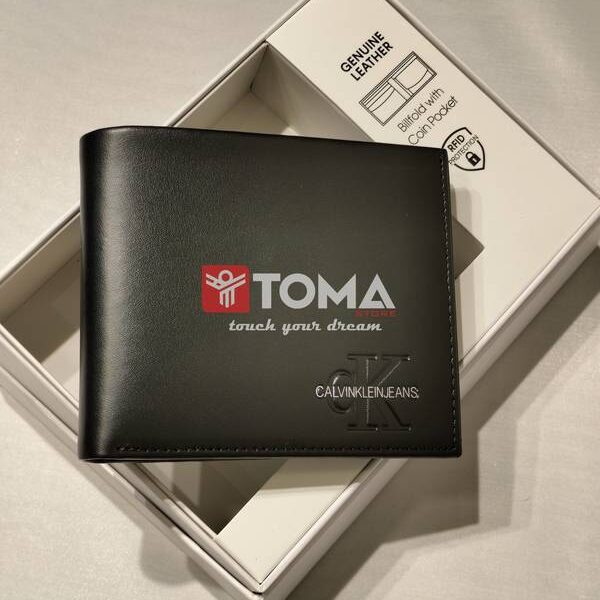 GENUINE
LEATHER
Billfold with
Coin Pocket
RFID
PROTECTION
TOMA
STORE
touch your dream
CK
CALVINKLEINJEANS